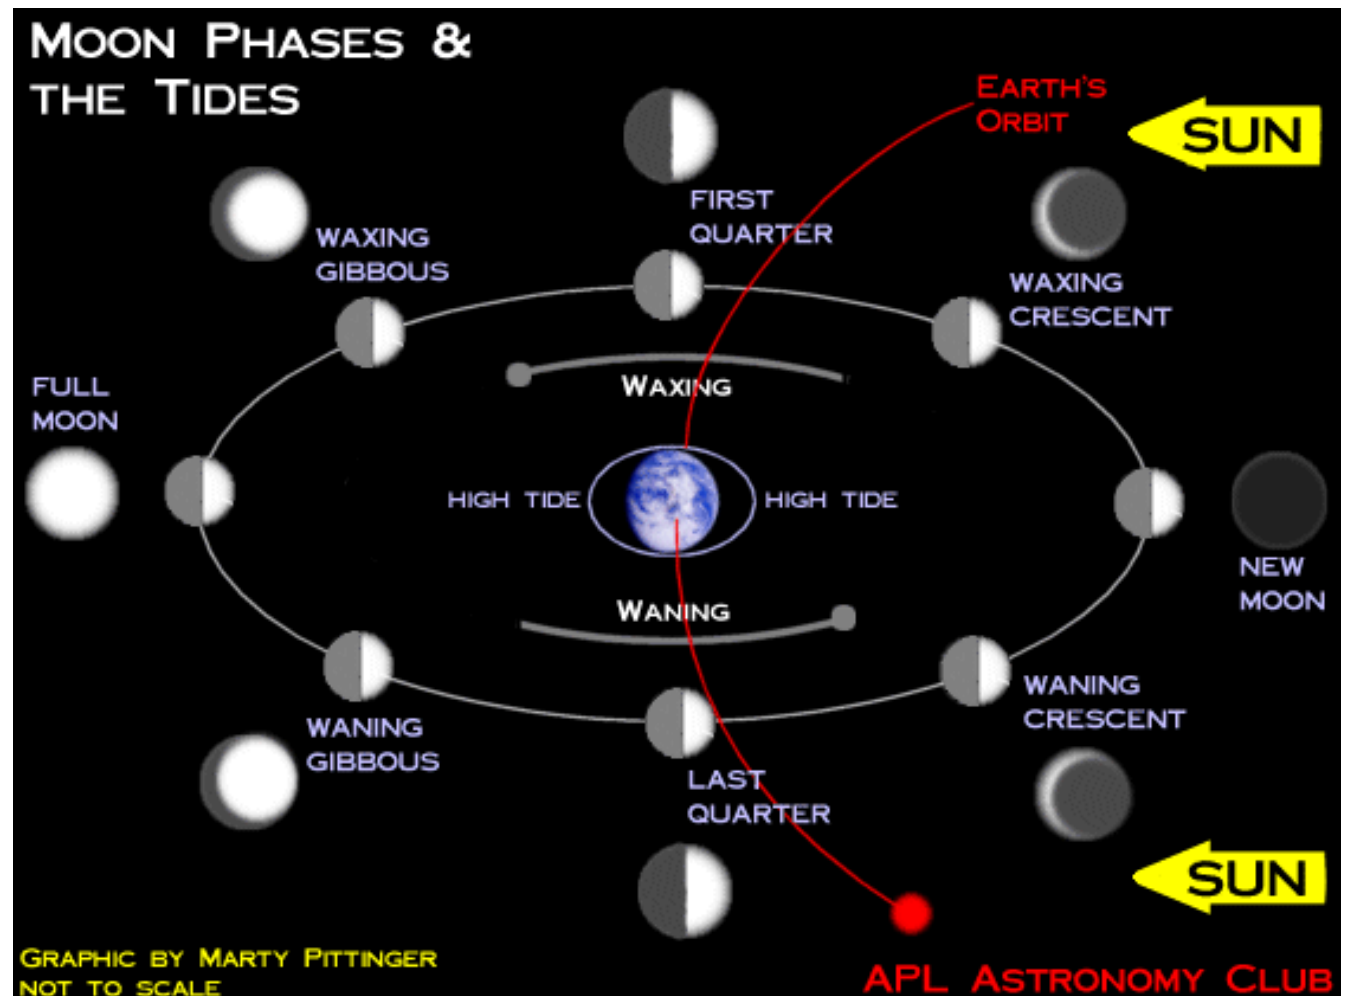 MOON PHASES &
THE TIDES
EARTH'S
ORBIT
SUN
FIRST
QUARTER
WAXING
GIBBOUS
WAXING
CRESCENT
FULL
MOON
WAXING
HIGH TIDE
HIGH TIDE
NEW
MOON
WANING
WANING
CRESCENT
WANING
GIBBOUS
LAST
QUARTER
SUN
GRAPHIC BY MARTY PITTINGER
NOT TO SCALE
APL ASTRONOMY CLUB